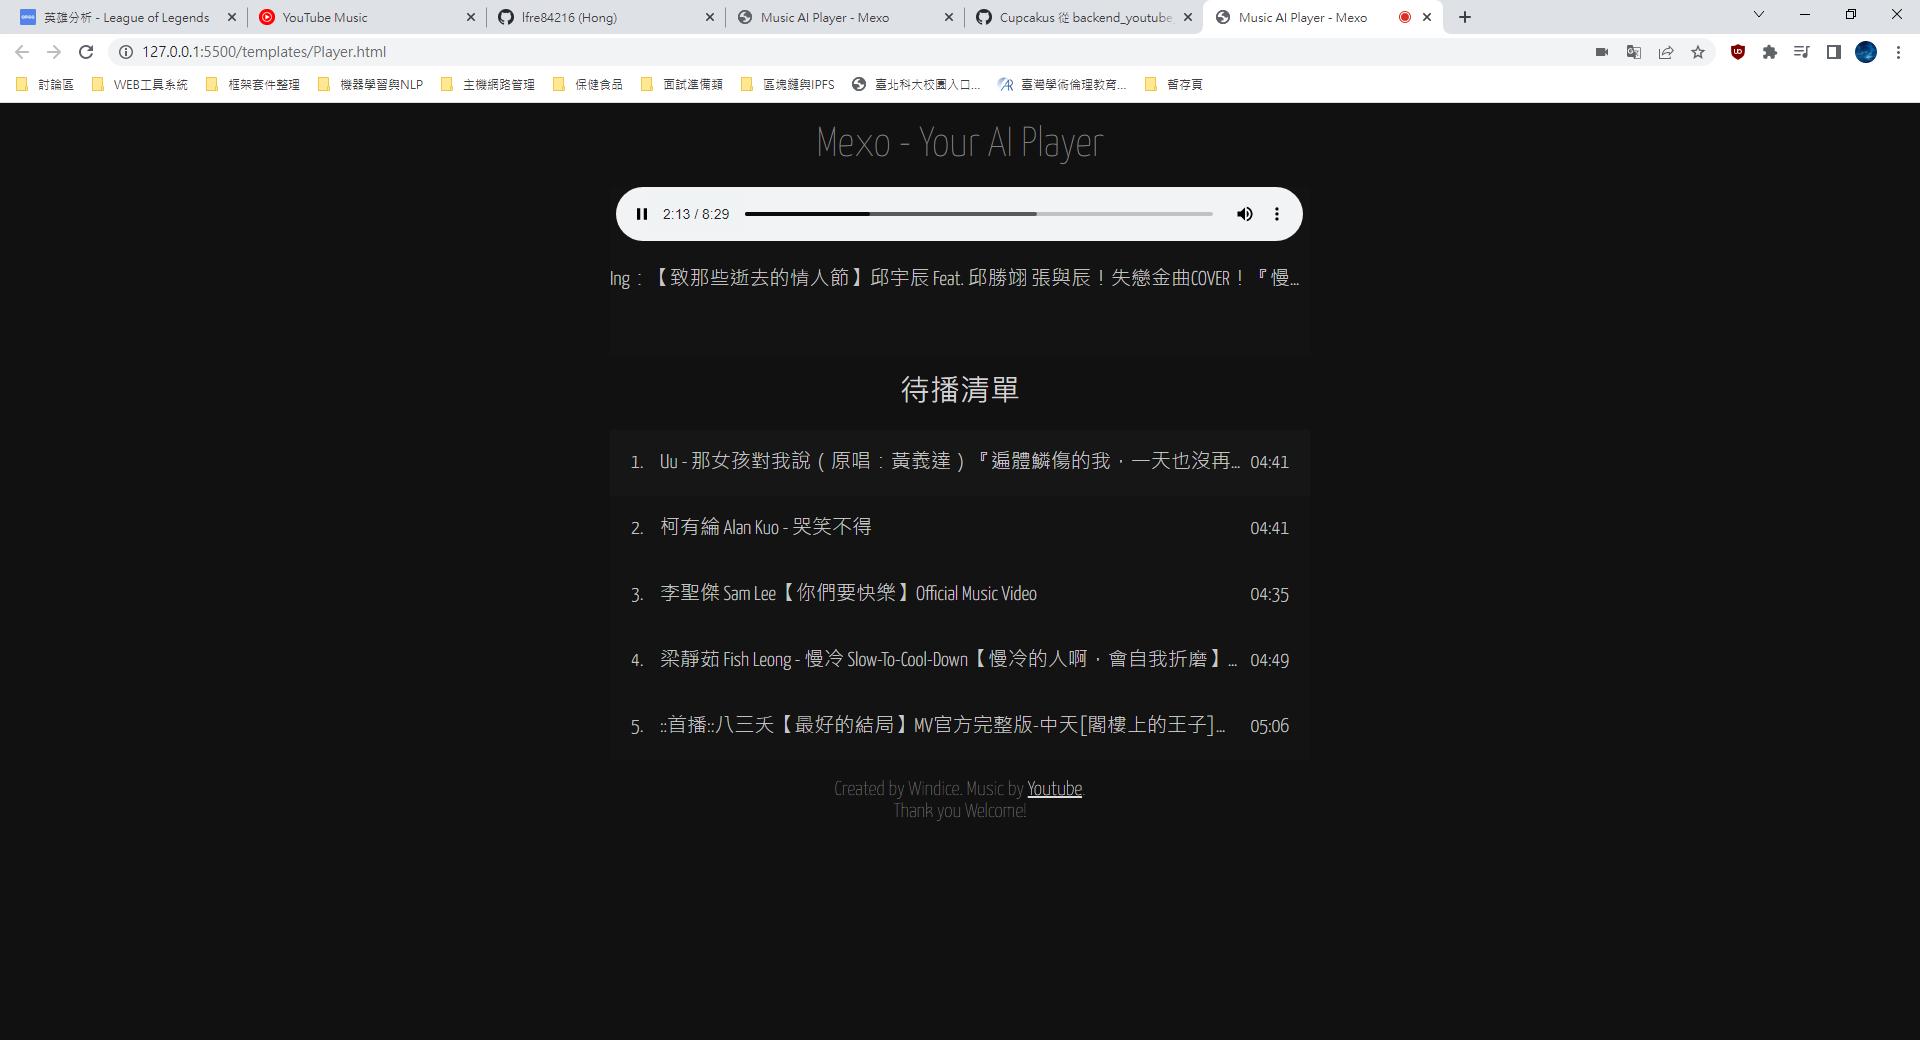 英雄分析 - League of Legends
YouTube Music
lfre84216 (Hong)
Music AI Player - Mexo
Cupcakus 從 backend_youtube_
Music AI Player - Mexo
127.0.0.1:5500/templates/Player.html
討論區
WEB工具系統
框架套件整理
機器學習與NLP
主機網路管理
保健食品
面試準備類
區塊鏈與IPFS
臺北科大校園入口...
臺灣學術倫理教育...
暫存頁
Mexo - Your AI Player
2:13 / 8:29
Ing：【致那些逝去的情人節】邱宇辰 Feat. 邱勝翊 張與辰！失戀金曲COVER！『慢...
待播清單
1. Uu - 那女孩對我說（原唱：黃義達）『遍體鱗傷的我，一天也沒再... 04:41
2. 柯有綸 Alan Kuo - 哭笑不得 04:41
3. 李聖傑 Sam Lee【你們要快樂】Official Music Video 04:35
4. 梁靜茹 Fish Leong - 慢冷 Slow-To-Cool-Down【慢冷的人啊，會自我折磨】... 04:49
5. ::首播::八三夭【最好的結局】MV官方完整版-中天[閣樓上的王子]... 05:06
Created by Windice. Music by Youtube.
Thank you Welcome!